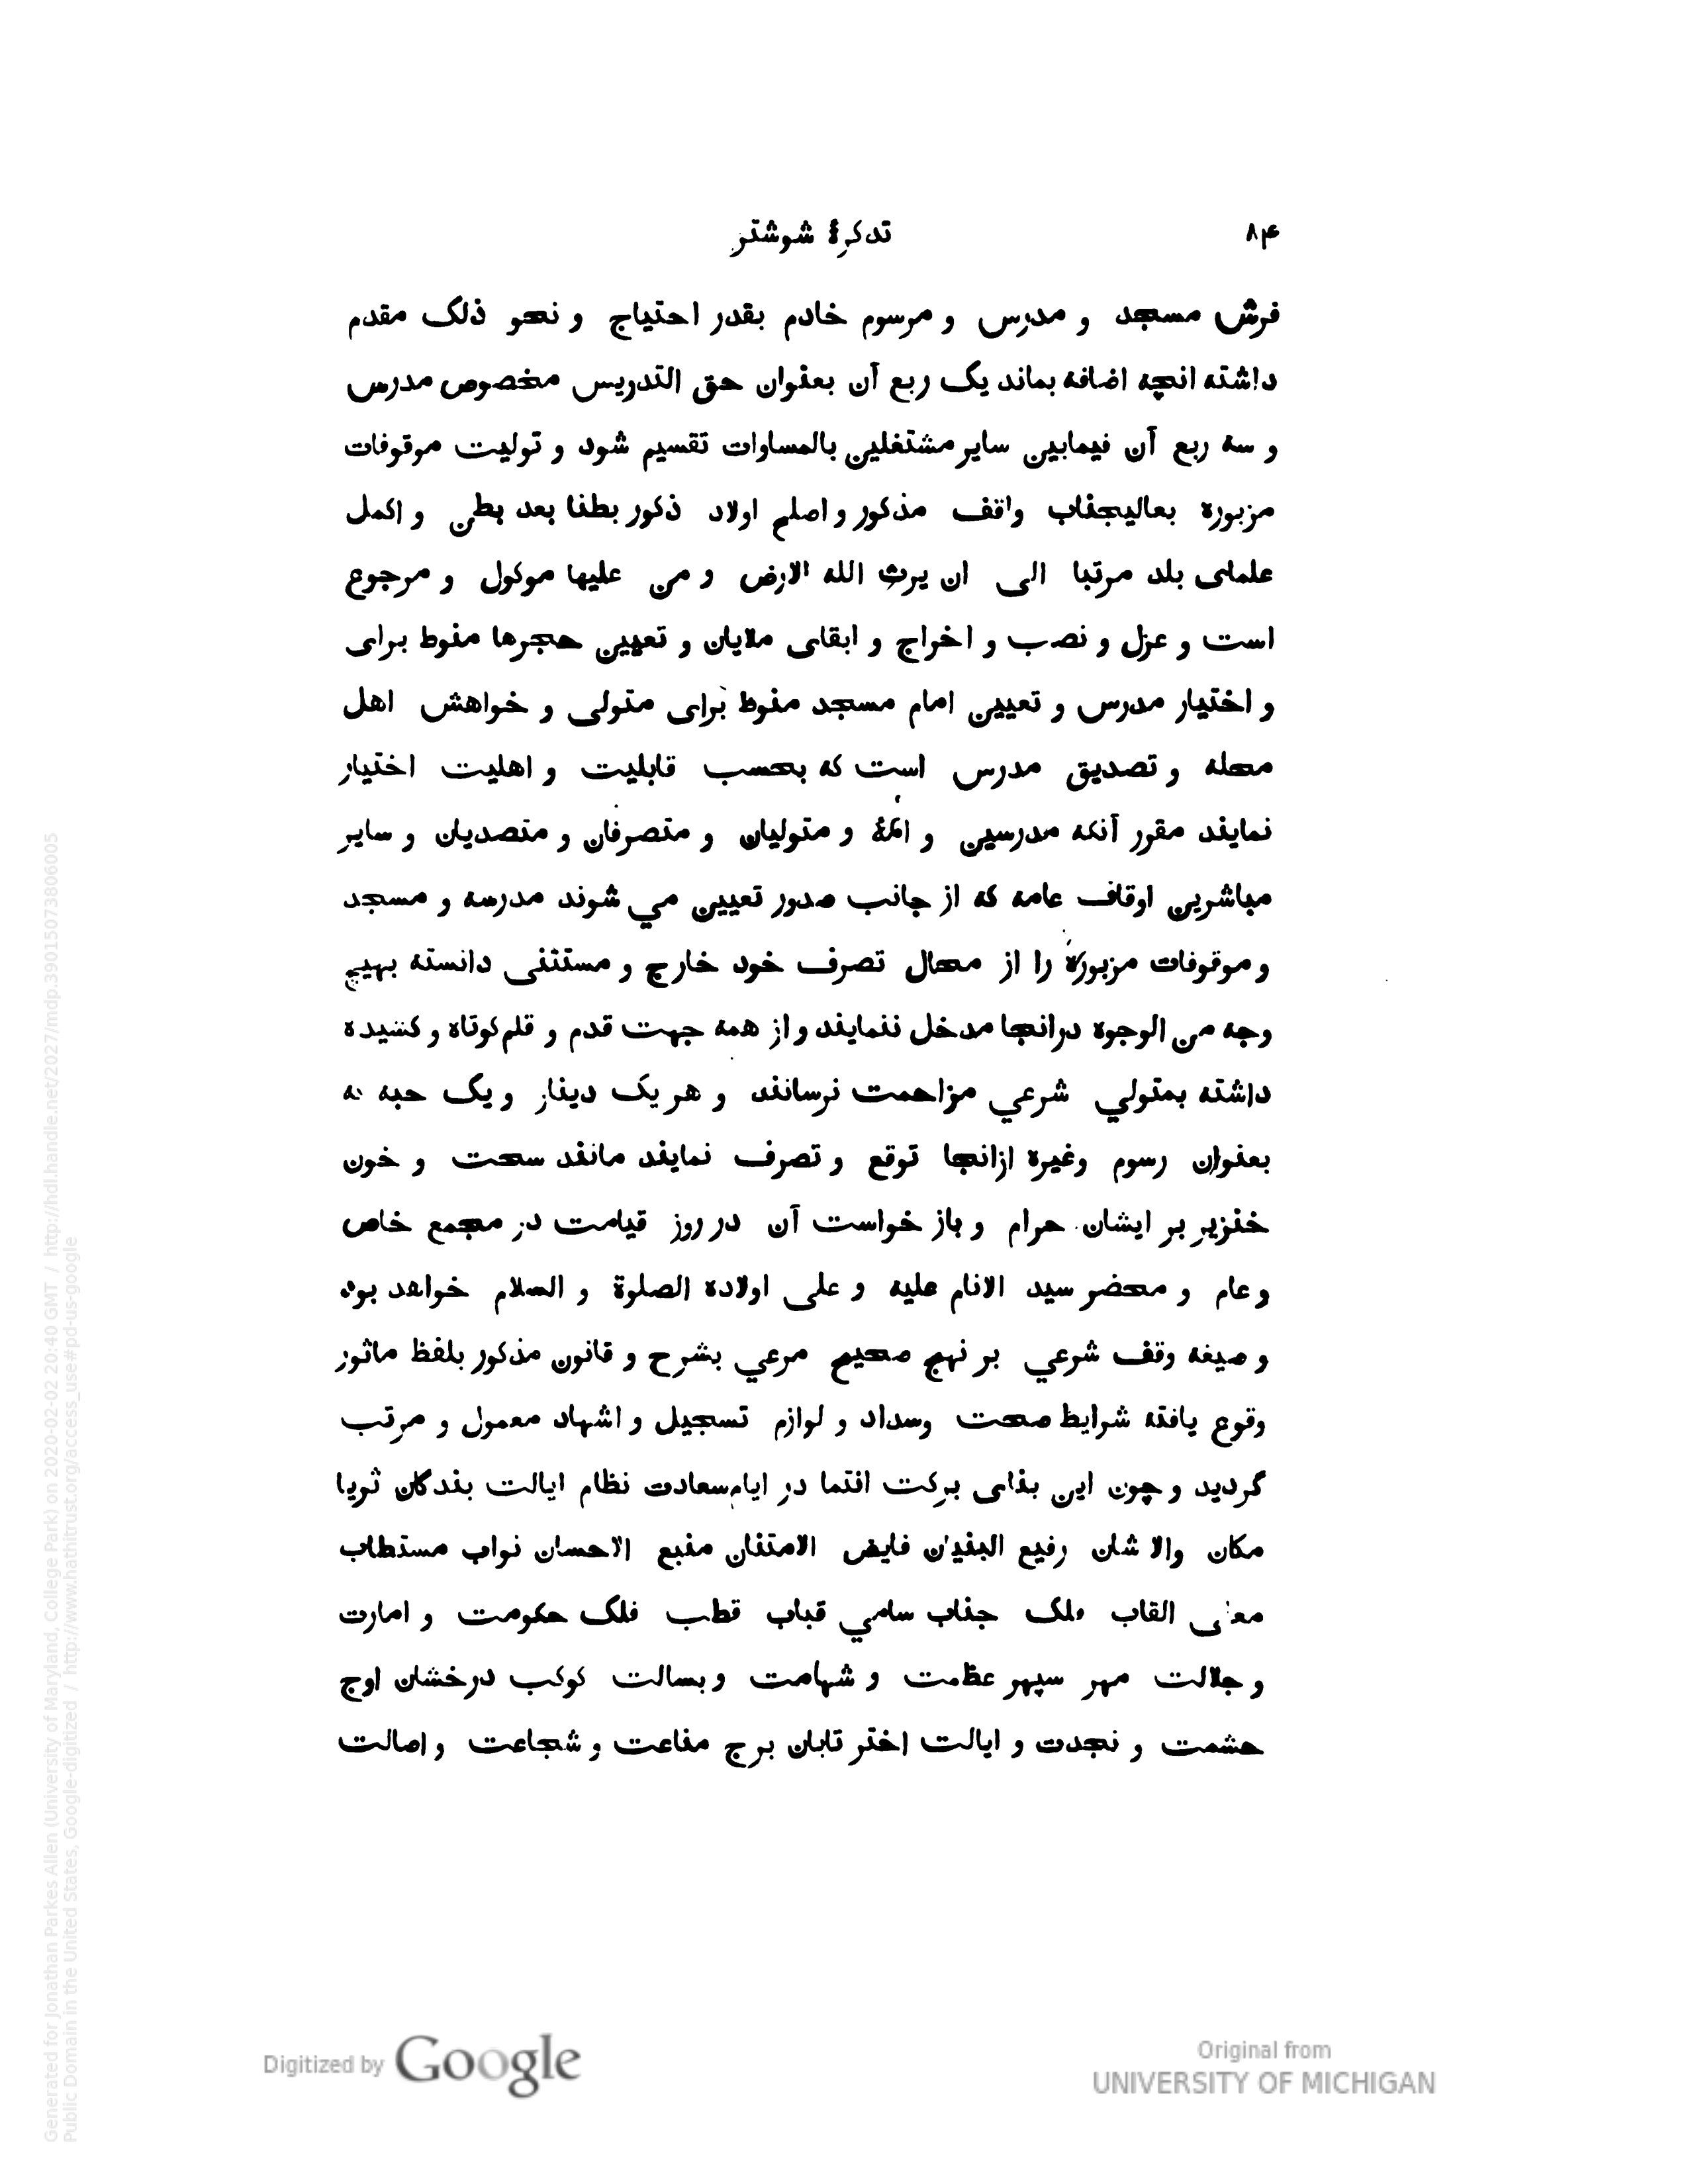 ۸۴ تذکرۀ شوشتر
فرش مسجد و مدرس و مرسوم خادم بقدر احتیاج و نحو ذلک مقدم
داشته انچه اضافه بماند یک ربع آن بعنوان حق التدریس مخصوص مدرس
و سه ربع آن فیمابین سایر مشتغلین بالمساوات تقسیم شود و تولیت موقوفات
مزبوره بعالیجناب واقف مذکور و اصلح اولاد ذکور بطنا بعد بطن و اکمل
علمای بلد مرتبا الی ان یرث الله الارض و من علیها موکول و مرجوع
است و عزل و نصب و اخراج و ابقای ملایان و تعیین حجرها منوط برای
و اختیار مدرس و تعیین امام مسجد منوط برای متولی و خواهش اهل
محله و تصدیق مدرس است که بحسب قابلیت و اهلیت اختیار
نمایند مقرر آنکه مدرسین و ائمۀ و متولیان و متصرفان و متصدیان و سایر
مباشرین اوقاف عامه که از جانب صدور تعیین می شوند مدرسه و مسجد
و موقوفات مزبوره را از محال تصرف خود خارج و مستثنی دانسته بهیچ
وجه من الوجوه درانجا مدخل ننمایند و از همه جهت قدم و قلم کوتاه و کشیده
داشته بمتولي شرعي مزاحمت نرسانند و هر یک دینار و یک حبه که
بعنوان رسوم وغیره ازانجا توقع و تصرف نمایند مانند سحت و خون
خنزیر بر ایشان حرام و باز خواست آن در روز قیامت در مجمع خاص
و عام و محضر سید الانام علیه و علی اولاده الصلوة و السلام خواهد بود
و صیغه وقف شرعي بر نهج صحیح مرعي بشرح و قانون مذکور بلفظ ماثور
وقوع یافته شرایط صحت وسداد و لوازم تسجیل و اشهاد معمول و مرتب
گردید و چون این بنای برکت انتما در ایام سعادت نظام ایالت بندگان ثریا
مکان والا شان رفیع البنیان فایض الامتنان منبع الاحسان نواب مستطاب
معلی القاب ملک جناب سامي قباب قطب فلک حکومت و امارت
و جلالت مهر سپهر عظمت و شهامت و بسالت کوکب درخشان اوج
حشمت و نجدت و ایالت اختر تابان برج مناعت و شجاعت و اصالت
Digitized by Google
Original from
UNIVERSITY OF MICHIGAN
Generated for Jonathan Parkes Allen (University of Maryland, College Park) on 2020-02-02 20:40 GMT / http://hdl.handle.net/2027/mdp.39015073806005
Public Domain in the United States, Google-digitized / http://www.hathitrust.org/access_use#pd-us-google